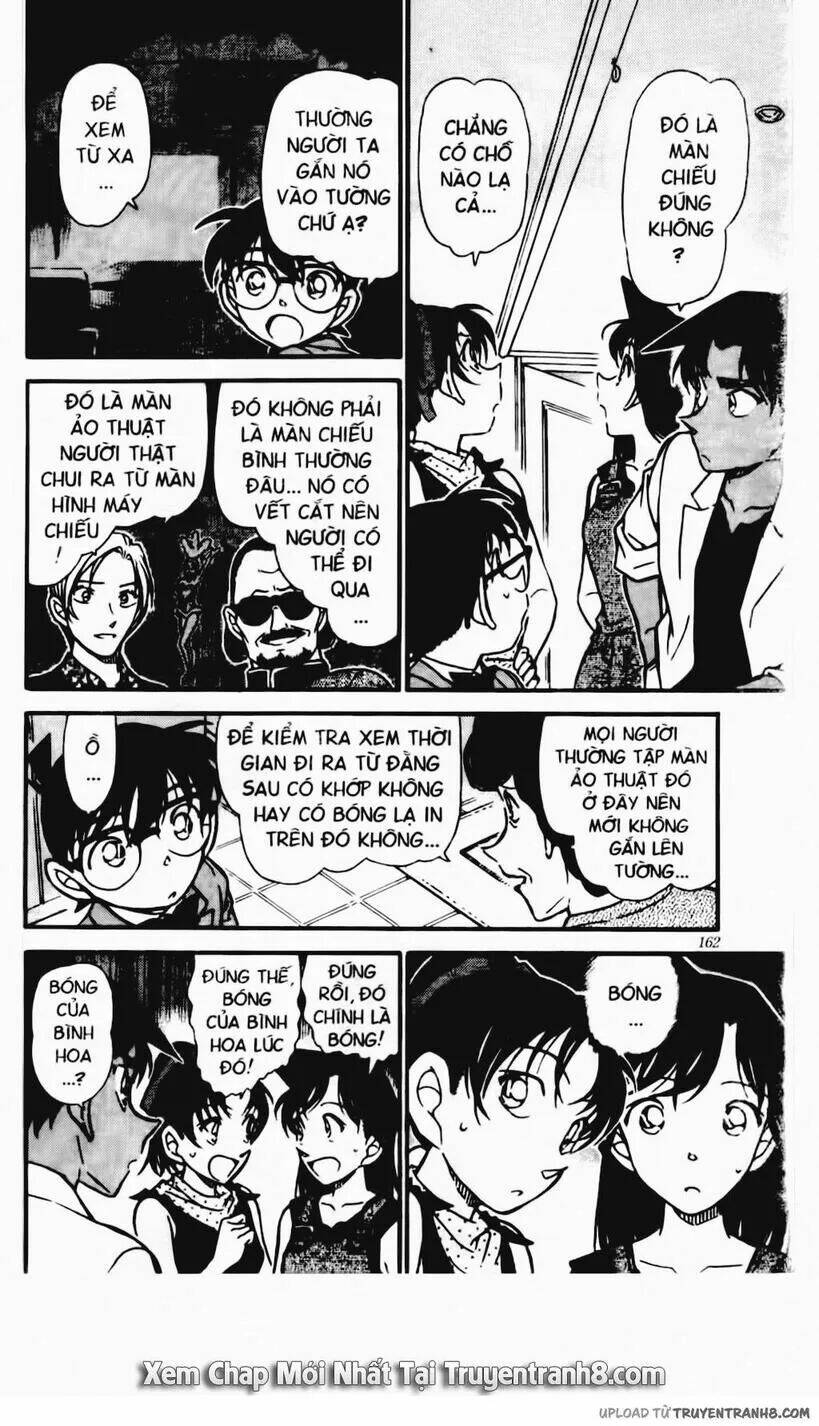 ĐÓ LÀ
MÀN
CHIẾU
ĐÚNG
KHÔNG
?
CHẲNG
CÓ CHỖ
NÀO LẠ
CẢ...
THƯỜNG
NGƯỜI TA
GẮN NÓ
VÀO TƯỜNG
CHỨ Ạ?
ĐỂ
XEM
TỪ XA
...
ĐÓ KHÔNG PHẢI
LÀ MÀN CHIẾU
BÌNH THƯỜNG
ĐÂU... NÓ CÓ
VẾT CẮT NÊN
NGƯỜI CÓ
THỂ ĐI
QUA
...
ĐÓ LÀ MÀN
ẢO THUẬT
NGƯỜI THẬT
CHUI RA TỪ MÀN
HÌNH MÁY
CHIẾU
!
MỌI NGƯỜI
THƯỜNG TẬP MÀN
ẢO THUẬT ĐÓ
Ở ĐÂY NÊN
MỚI KHÔNG
GẮN LÊN
TƯỜNG...
ĐỂ KIỂM TRA XEM THỜI
GIAN ĐI RA TỪ ĐẰNG
SAU CÓ KHỚP KHÔNG
HAY CÓ BÓNG LẠ IN
TRÊN ĐÓ KHÔNG...
Ồ
...
162
BÓNG
...
ĐÚNG
RỒI, ĐÓ
CHÍNH LÀ
BÓNG!
ĐÚNG THẾ,
BÓNG
CỦA BÌNH
HOA LÚC
ĐÓ!
BÓNG
CỦA
BÌNH
HOA
...?
Xem Chap Mới Nhất Tại Truyentranh8.com
UPLOAD TỪ TRUYENTRANH8.COM